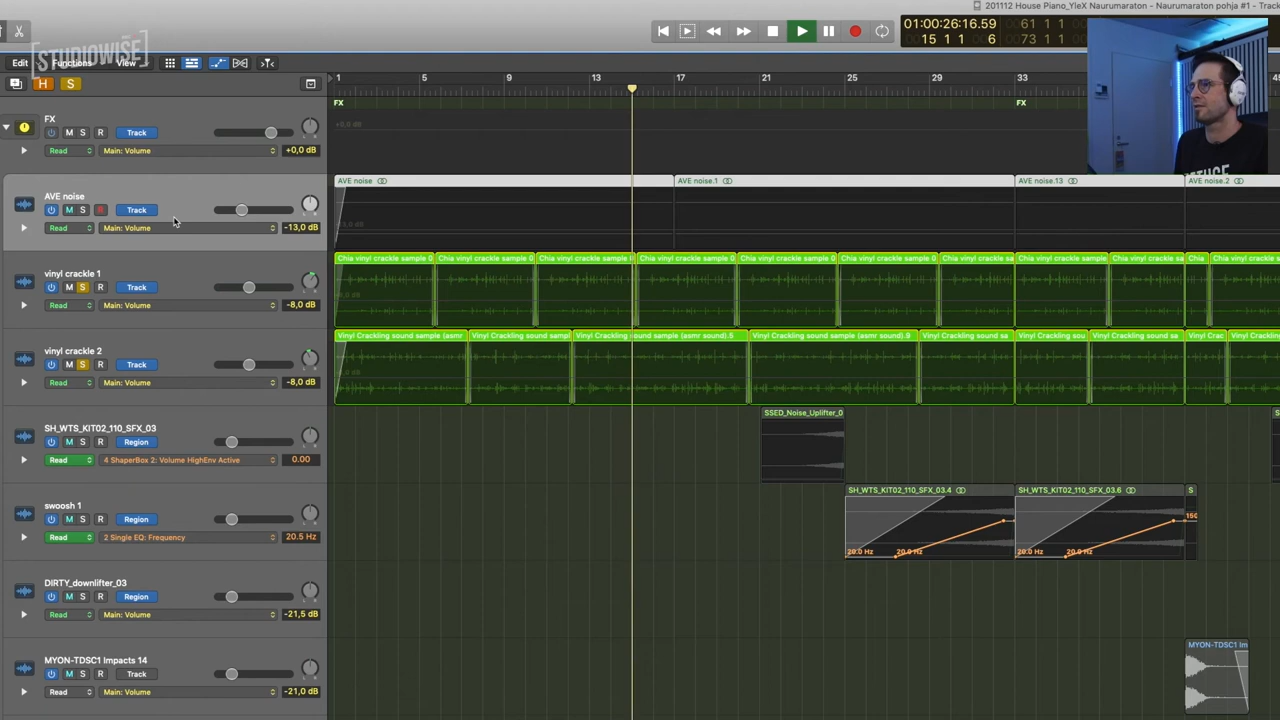 201112 House Piano_YleX Naurumaraton - Naurumaraton pohja #1 - Track
STUDIOWISE
01:00:26:16.59
15 1 1 6
61 1 1
73 1 1
Edit Functions View
H S
1 5 9 13 17 21 25 29 33
FX FX
FX
M S R Track
Read Main: Volume +0,0 dB
+0,0 dB
AVE noise
M S R Track
Read Main: Volume -13,0 dB
AVE noise AVE noise.1 AVE noise.13 AVE noise.2
vinyl crackle 1
M S R Track
Read Main: Volume -8,0 dB
Chia vinyl crackle sample 0 Chia vinyl crackle sample 0 Chia vinyl crackle sample Chia vinyl crackle sample 0 Chia vinyl crackle sample 0 Chia vinyl crackle sample 0 Chia vinyl crackle sa Chia vinyl crackle sample 0 Chia vinyl crackle sa Chia Chia vinyl crackle
vinyl crackle 2
M S R Track
Read Main: Volume -8,0 dB
Vinyl Crackling sound sample (asmr Vinyl Crackling sound sampl Vinyl Crackling sound sample (asmr sound).5 Vinyl Crackling sound sample (asmr sound).9 Vinyl Crackling sound sa Vinyl Crackling sou Vinyl Crackling sound sa Vinyl Crac Vinyl Crackling
SH_WTS_KIT02_110_SFX_03
M S R Region
Read 4 ShaperBox 2: Volume HighEnv Active 0.00
SSED_Noise_Uplifter_0
swoosh 1
M S R Region
Read 2 Single EQ: Frequency 20.5 Hz
SH_WTS_KIT02_110_SFX_03.4 SH_WTS_KIT02_110_SFX_03.6 S
20.0 Hz 20.0 Hz 20.0 Hz 20.0 Hz 150
DIRTY_downlifter_03
M S R Region
Read Main: Volume -21,5 dB
MYON-TDSC1 Impacts 14
M S R Track
Read Main: Volume -21,0 dB
MYON-TDSC1 Im